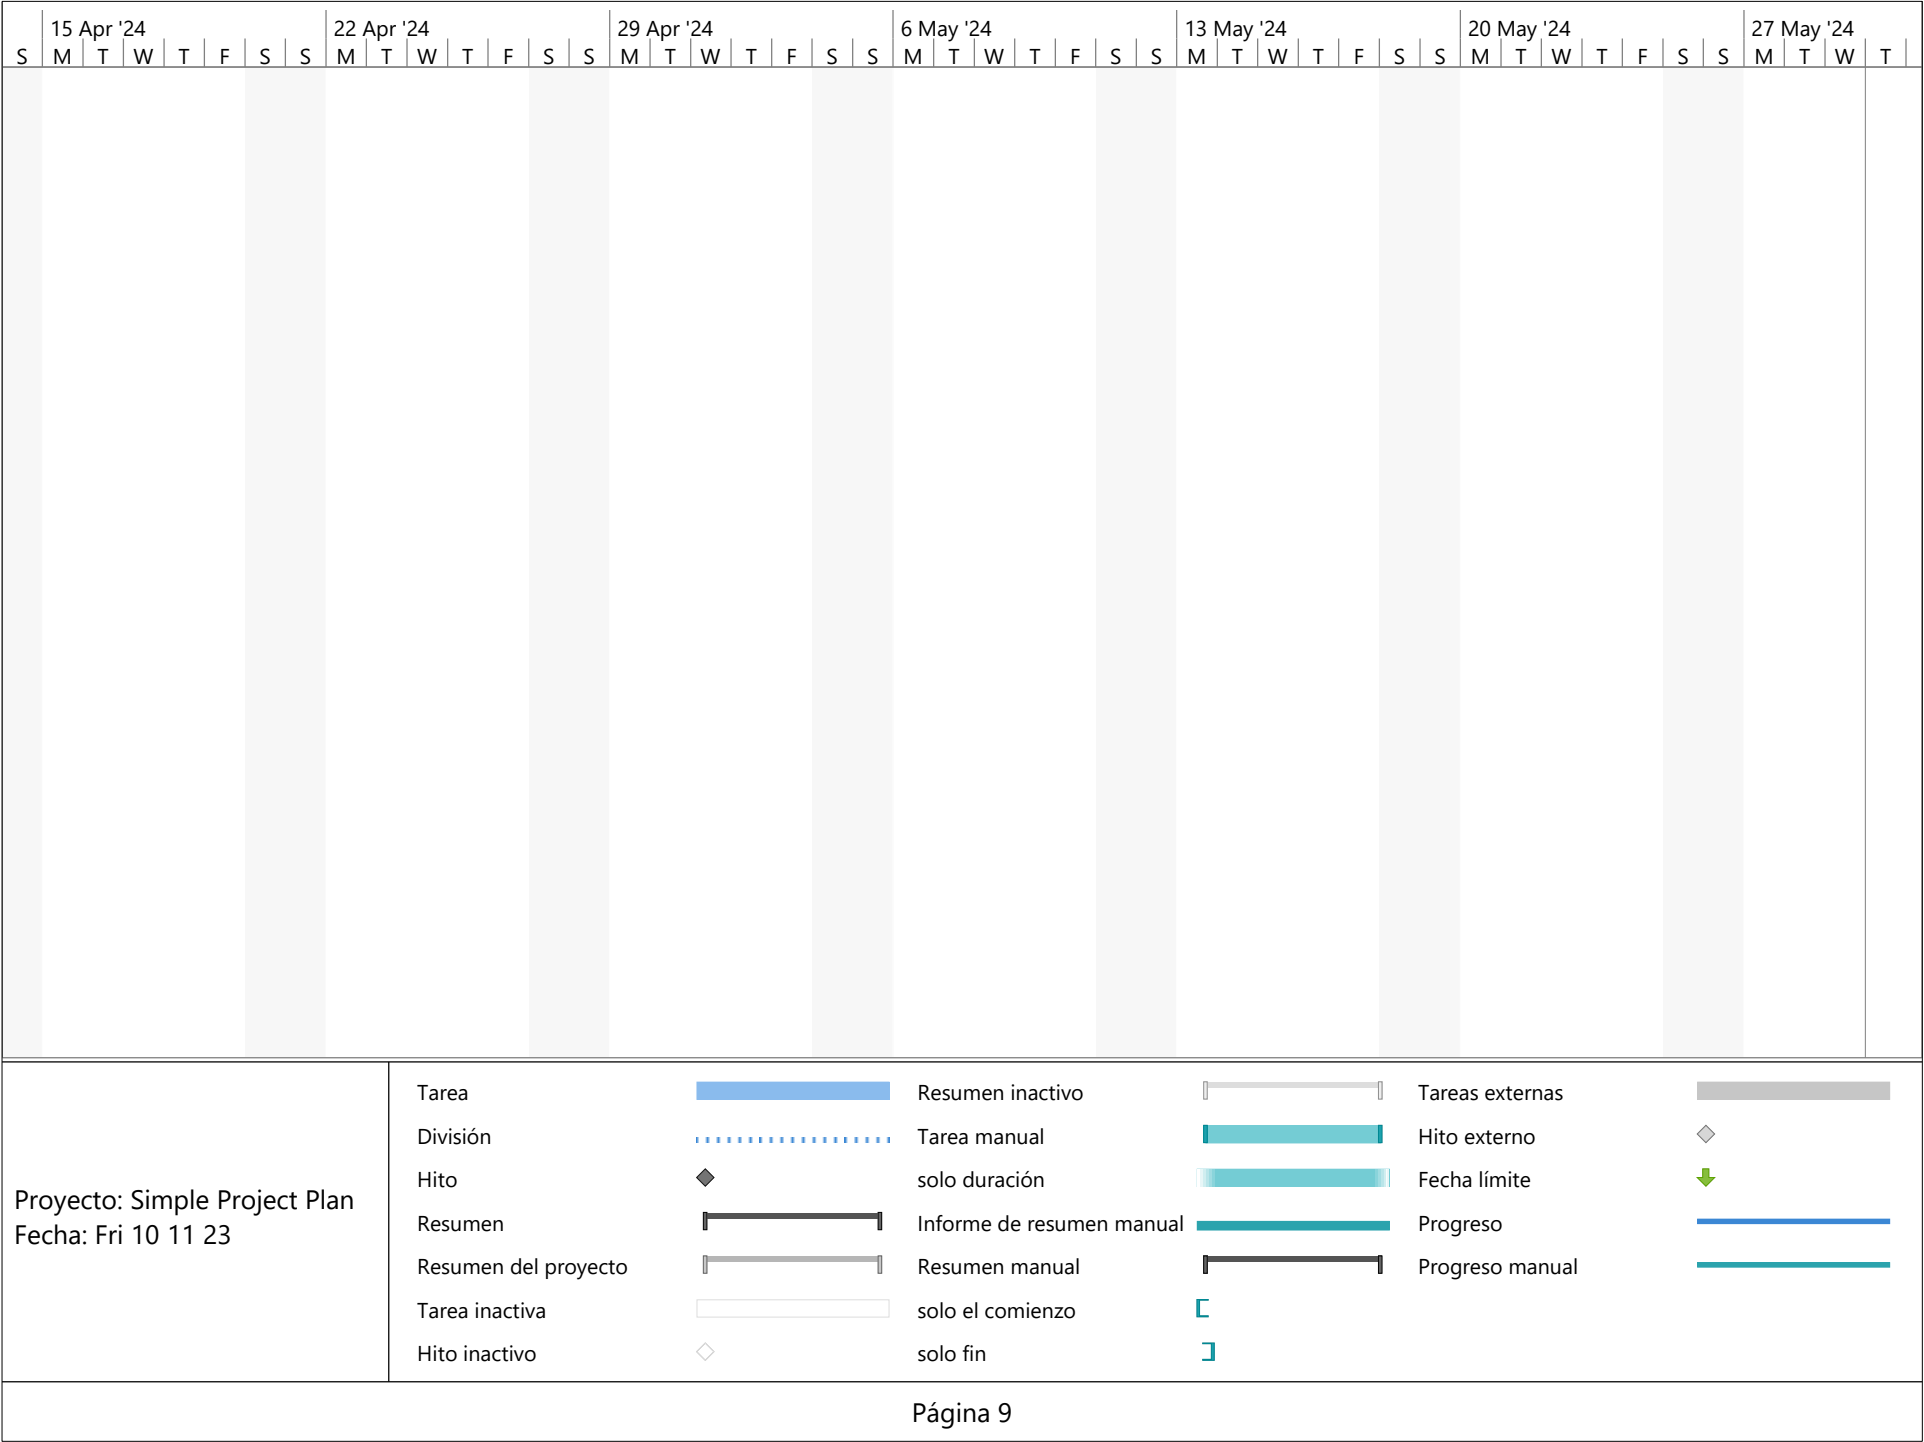 15 Apr '24 22 Apr '24 29 Apr '24 6 May '24 13 May '24 20 May '24 27 May '24
S M T W T F S S M T W T F S S M T W T F S S M T W T F S S M T W T F S S M T W T F S S M T W T
Tarea
División
Hito
Resumen
Resumen del proyecto
Tarea inactiva
Hito inactivo
Resumen inactivo
Tarea manual
solo duración
Informe de resumen manual
Resumen manual
solo el comienzo
solo fin
Tareas externas
Hito externo
Fecha límite
Progreso
Progreso manual
Proyecto: Simple Project Plan
Fecha: Fri 10 11 23
Página 9